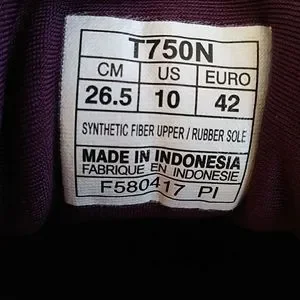 T750N
CM US EURO
26.5 10 42
SYNTHETIC FIBER UPPER / RUBBER SOLE
MADE IN INDONESIA
FABRIQUE EN INDONESIE
F580417 PI